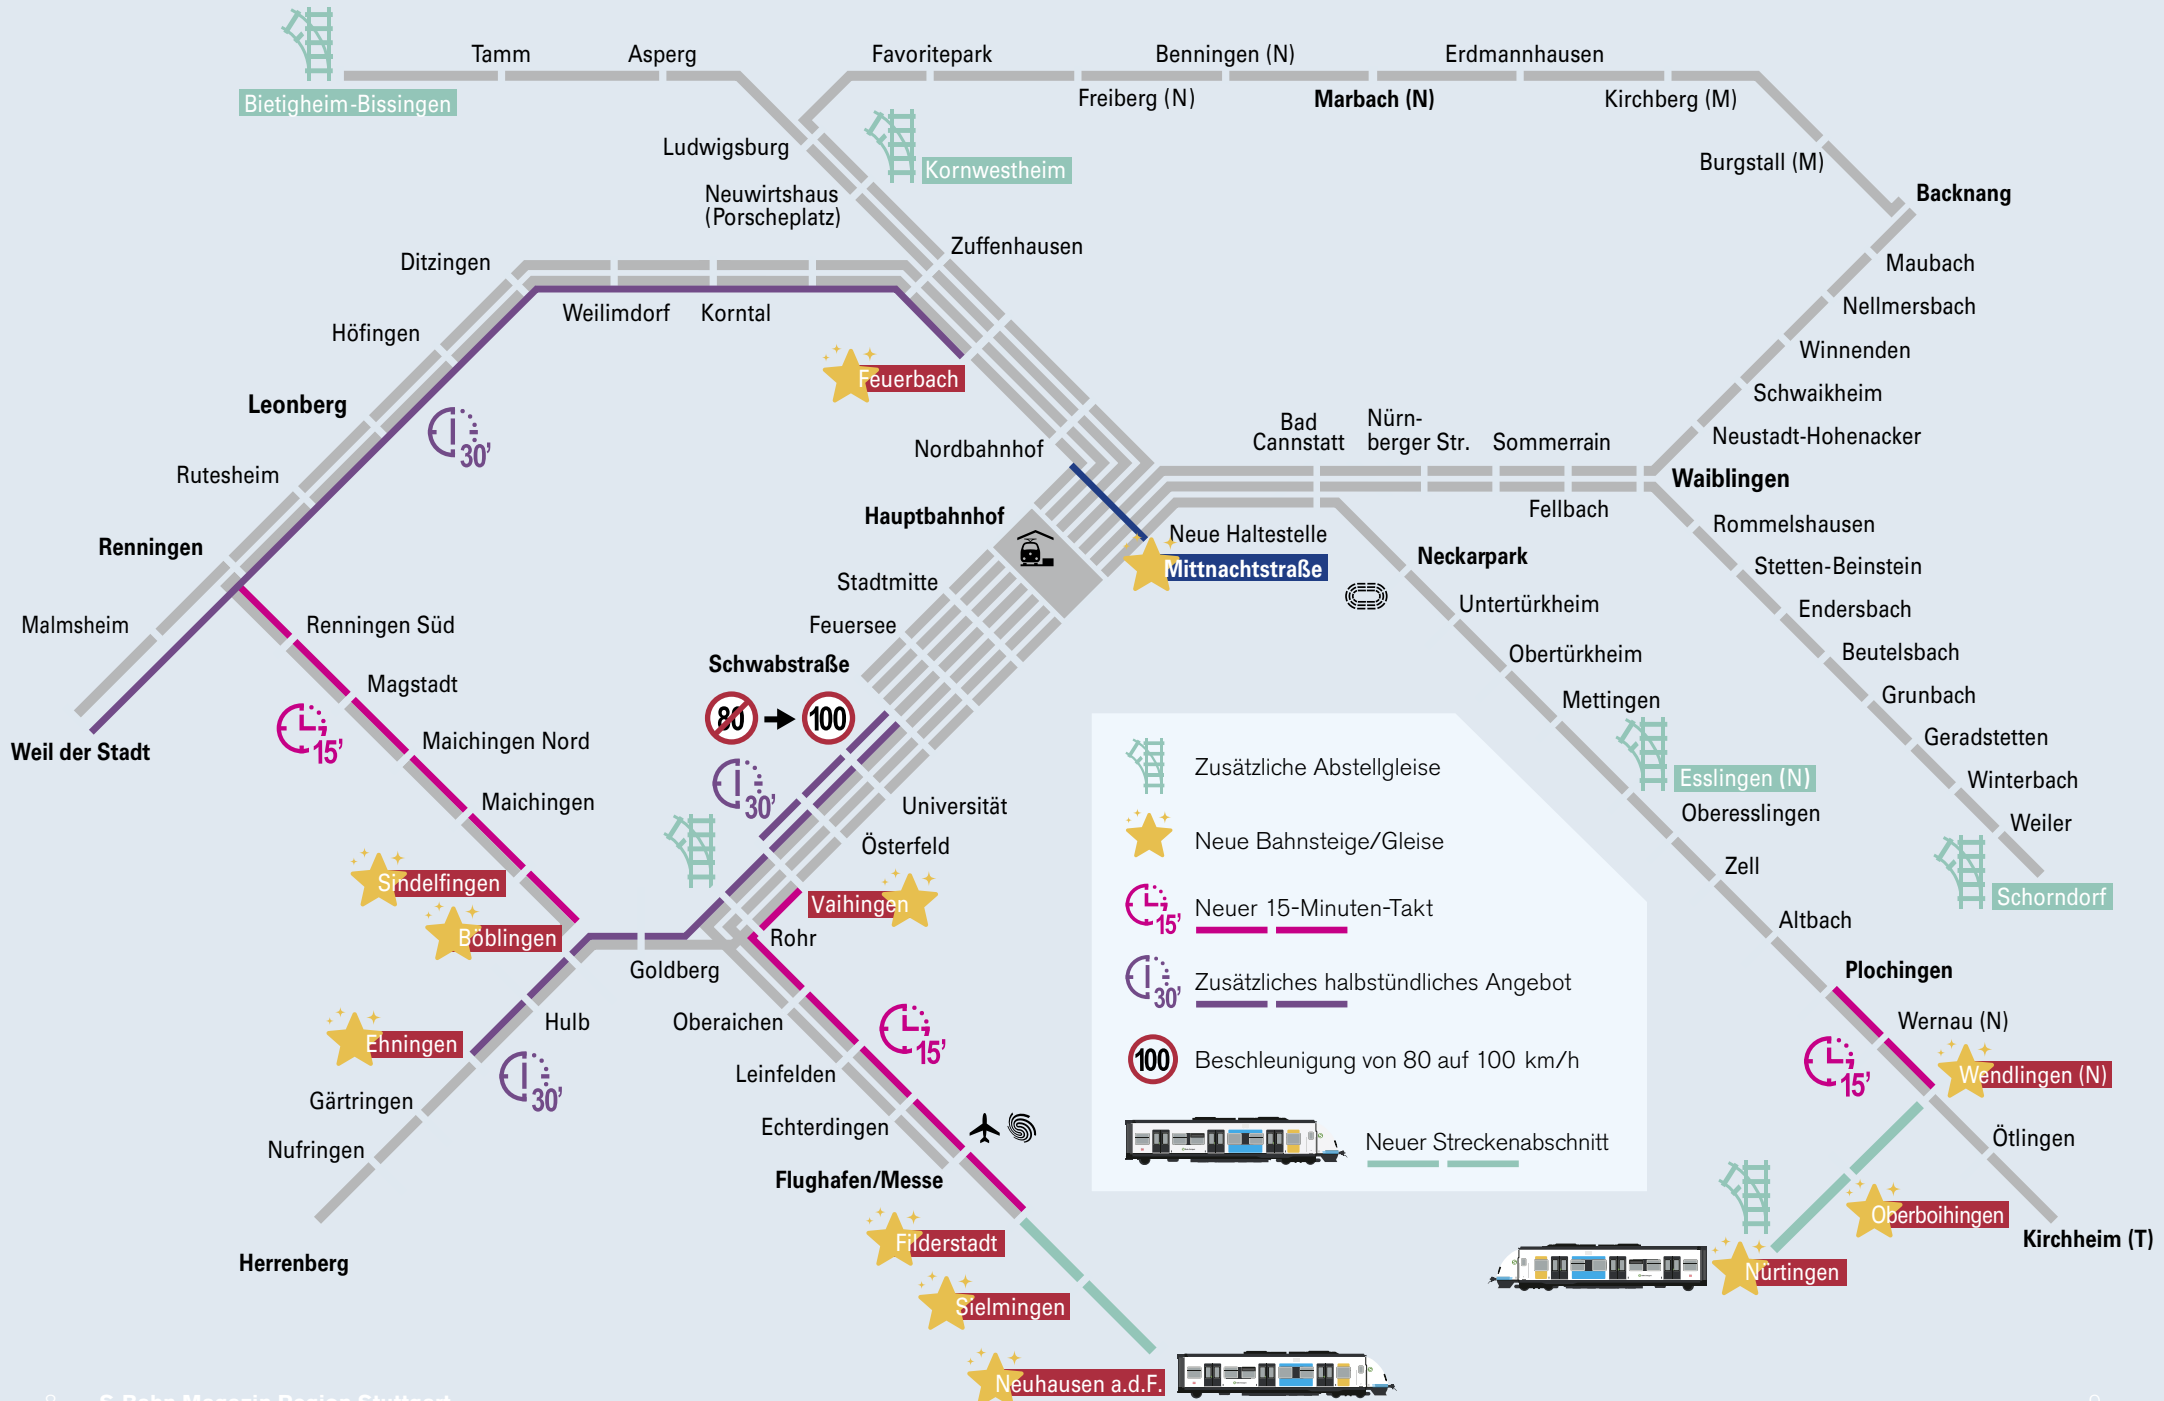 Tamm
Asperg
Favoritepark
Benningen (N)
Erdmannhausen
Bietigheim-Bissingen
Freiberg (N)
Marbach (N)
Kirchberg (M)
Ludwigsburg
Kornwestheim
Burgstall (M)
Neuwirtshaus
(Porscheplatz)
Backnang
Zuffenhausen
Ditzingen
Maubach
Weilimdorf
Korntal
Nellmersbach
Höfingen
Winnenden
Feuerbach
Schwaikheim
Leonberg
30'
Nordbahnhof
Bad
Cannstatt
Nürn-
berger Str.
Sommerrain
Neustadt-Hohenacker
Rutesheim
Waiblingen
Hauptbahnhof
Fellbach
Rommelshausen
Renningen
Neue Haltestelle
Mittnachtstraße
Neckarpark
Stetten-Beinstein
Stadtmitte
Untertürkheim
Endersbach
Malmsheim
Renningen Süd
Feuersee
Obertürkheim
Beutelsbach
Schwabstraße
Magstadt
Mettingen
Grunbach
80
100
15'
Maichingen Nord
Weil der Stadt
Geradstetten
Zusätzliche Abstellgleise
Esslingen (N)
Winterbach
30'
Maichingen
Universität
Oberesslingen
Weiler
Österfeld
Neue Bahnsteige/Gleise
Zell
Sindelfingen
Vaihingen
15'
Neuer 15-Minuten-Takt
Schorndorf
Altbach
Böblingen
Rohr
Goldberg
Plochingen
30'
Zusätzliches halbstündliches Angebot
Hulb
Oberaichen
Wernau (N)
Ehningen
15'
100
Beschleunigung von 80 auf 100 km/h
Leinfelden
15'
Wendlingen (N)
30'
Gärtringen
Echterdingen
Neuer Streckenabschnitt
Ötlingen
Nufringen
Flughafen/Messe
Oberboihingen
Filderstadt
Kirchheim (T)
Herrenberg
Nürtingen
Sielmingen
Neuhausen a.d.F.